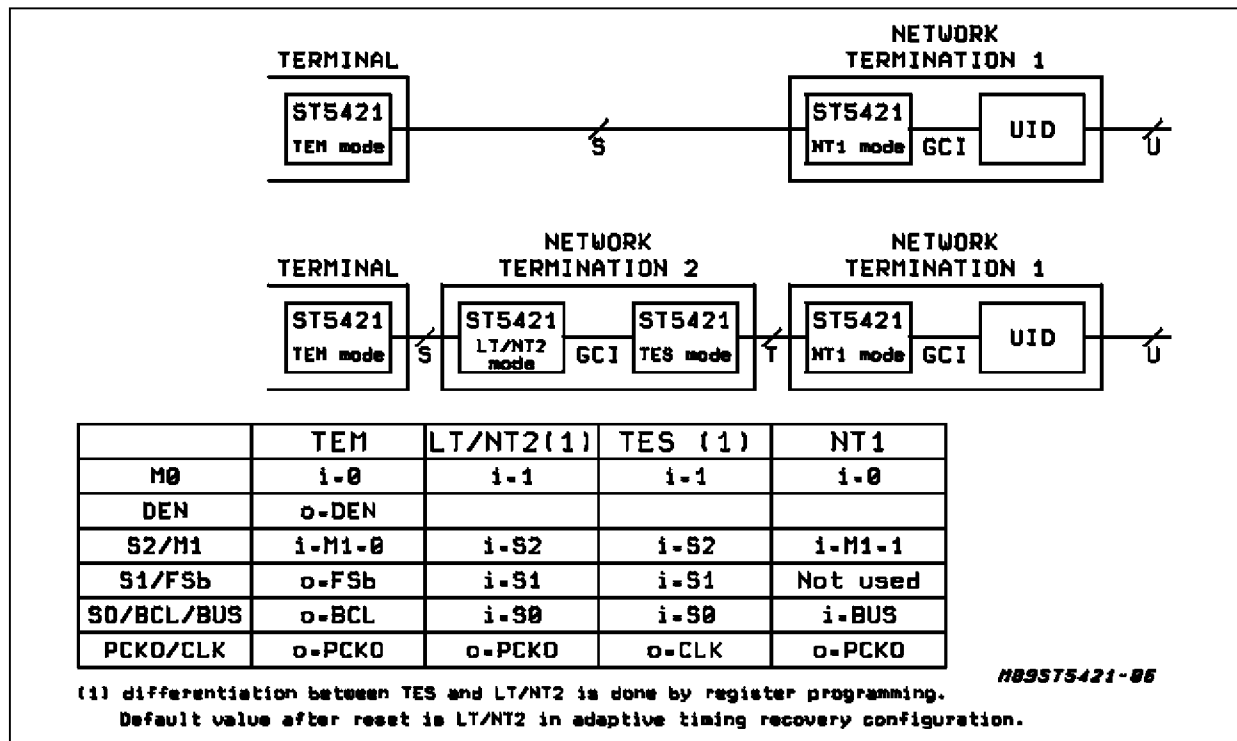 TERMINAL
NETWORK
TERMINATION 1
ST5421
TEM mode
S
ST5421
NT1 mode
GCI
UID
U
TERMINAL
NETWORK
TERMINATION 2
NETWORK
TERMINATION 1
ST5421
TEM mode
S
ST5421
LT/NT2
mode
GCI
ST5421
TES mode
T
ST5421
NT1 mode
GCI
UID
U
TEM LT/NT2(1) TES (1) NT1
M0 i=0 i=1 i=1 i=0
DEN o=DEN
S2/M1 i=M1=0 i=S2 i=S2 i=M1=1
S1/FSb o=FSb i=S1 i=S1 Not used
S0/BCL/BUS o=BCL i=S0 i=S0 i=BUS
PCKO/CLK o=PCKO o=PCKO o=CLK o=PCKO
M89ST5421-06
(1) differentiation between TES and LT/NT2 is done by register programming.
Default value after reset is LT/NT2 in adaptive timing recovery configuration.